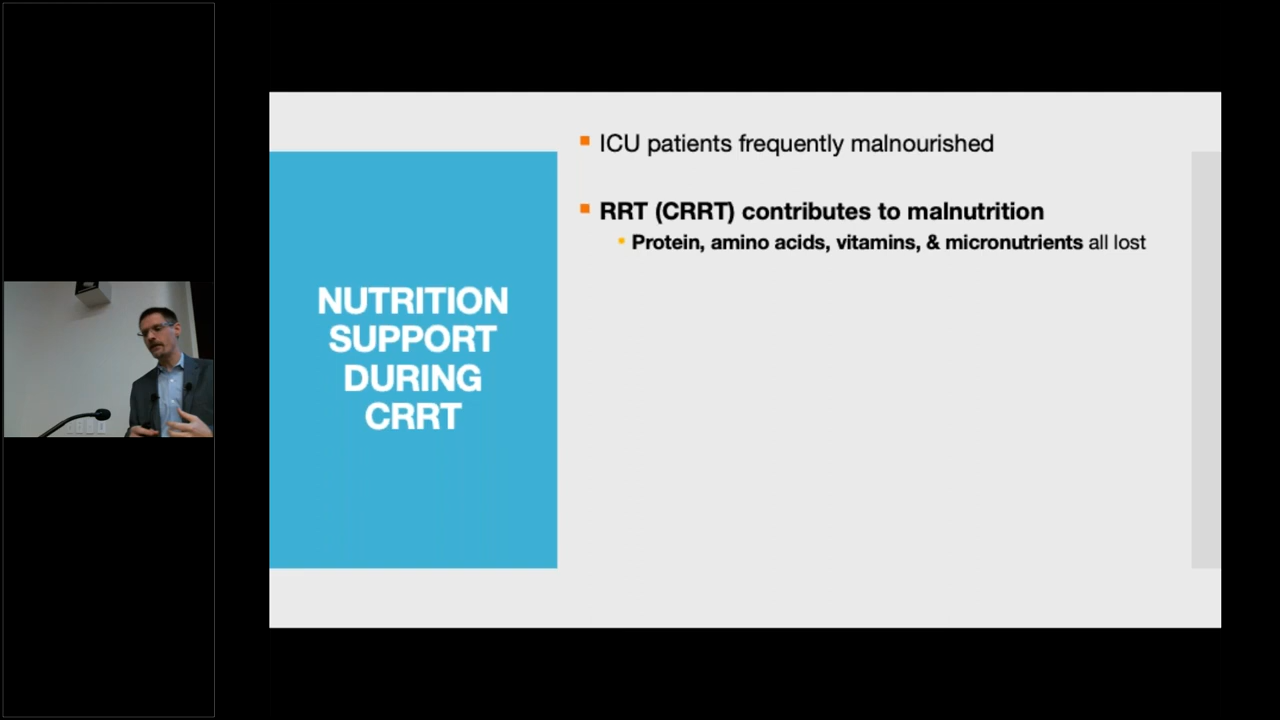 NUTRITION
SUPPORT
DURING
CRRT
ICU patients frequently malnourished
RRT (CRRT) contributes to malnutrition
Protein, amino acids, vitamins, & micronutrients all lost